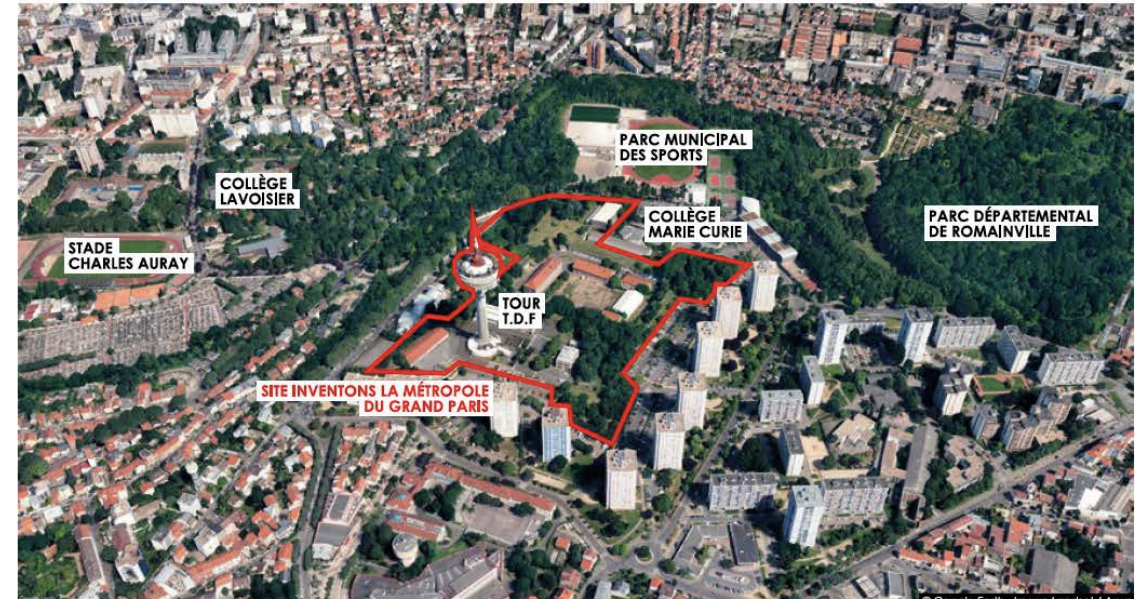 PARC MUNICIPAL
DES SPORTS
COLLÈGE
LAVOISIER
COLLÈGE
MARIE CURIE
PARC DÉPARTEMENTAL
DE ROMAINVILLE
STADE
CHARLES AURAY
TOUR
T.D.F
SITE INVENTONS LA MÉTROPOLE
DU GRAND PARIS